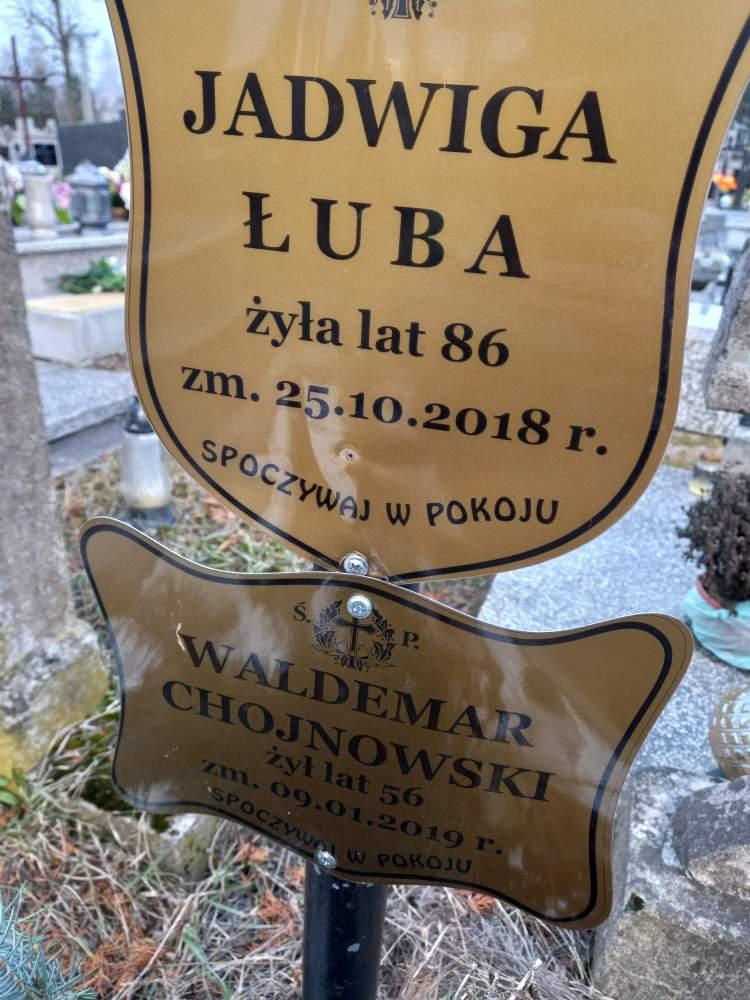 JADWIGA
ŁUBA
żyła lat 86
zm. 25.10.2018 r.
SPOCZYWAJ W POKOJU
Ś. P.
WALDEMAR
CHOJNOWSKI
żył lat 56
zm. 09.01.2019 r.
SPOCZYWAJ W POKOJU